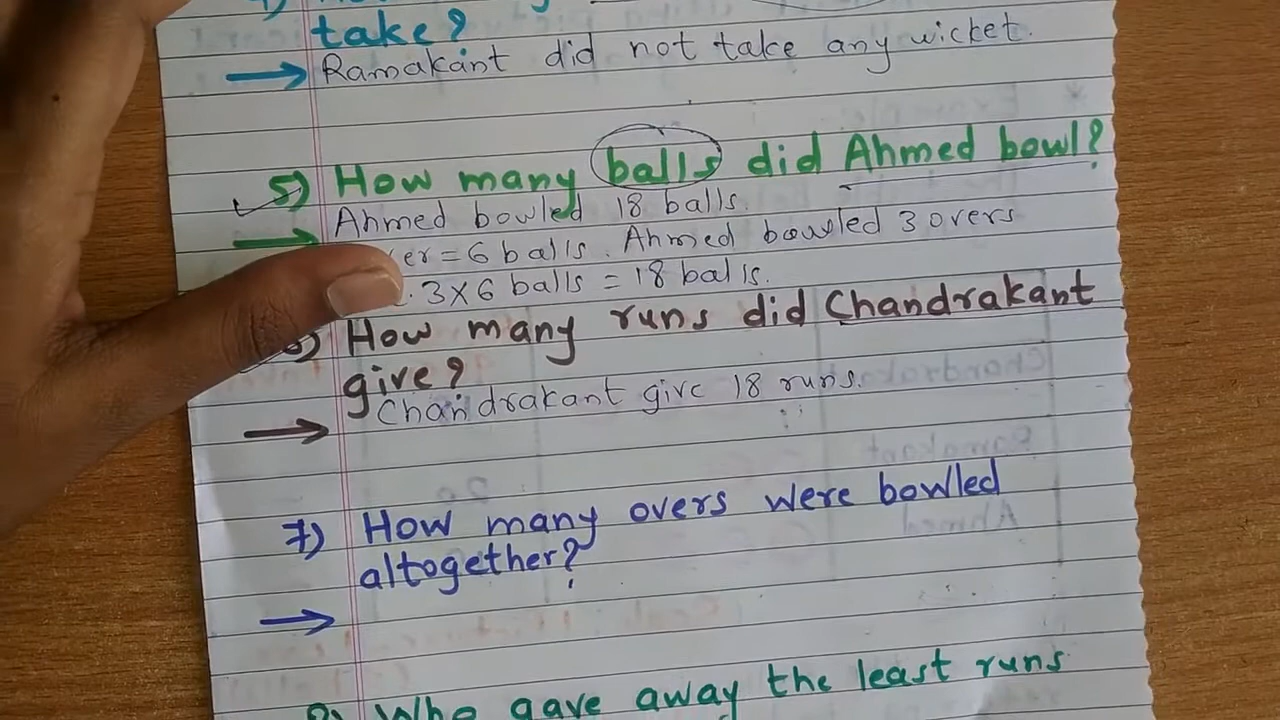 take?
Ramakant did not take any wicket.
5) How many balls did Ahmed bowl?
Ahmed bowled 18 balls.
er = 6 balls. Ahmed bowled 3 overs
3 X 6 balls = 18 balls.
How many runs did Chandrakant
give?
Chandrakant give 18 runs.
7) How many overs were bowled
altogether?
Who gave away the least runs